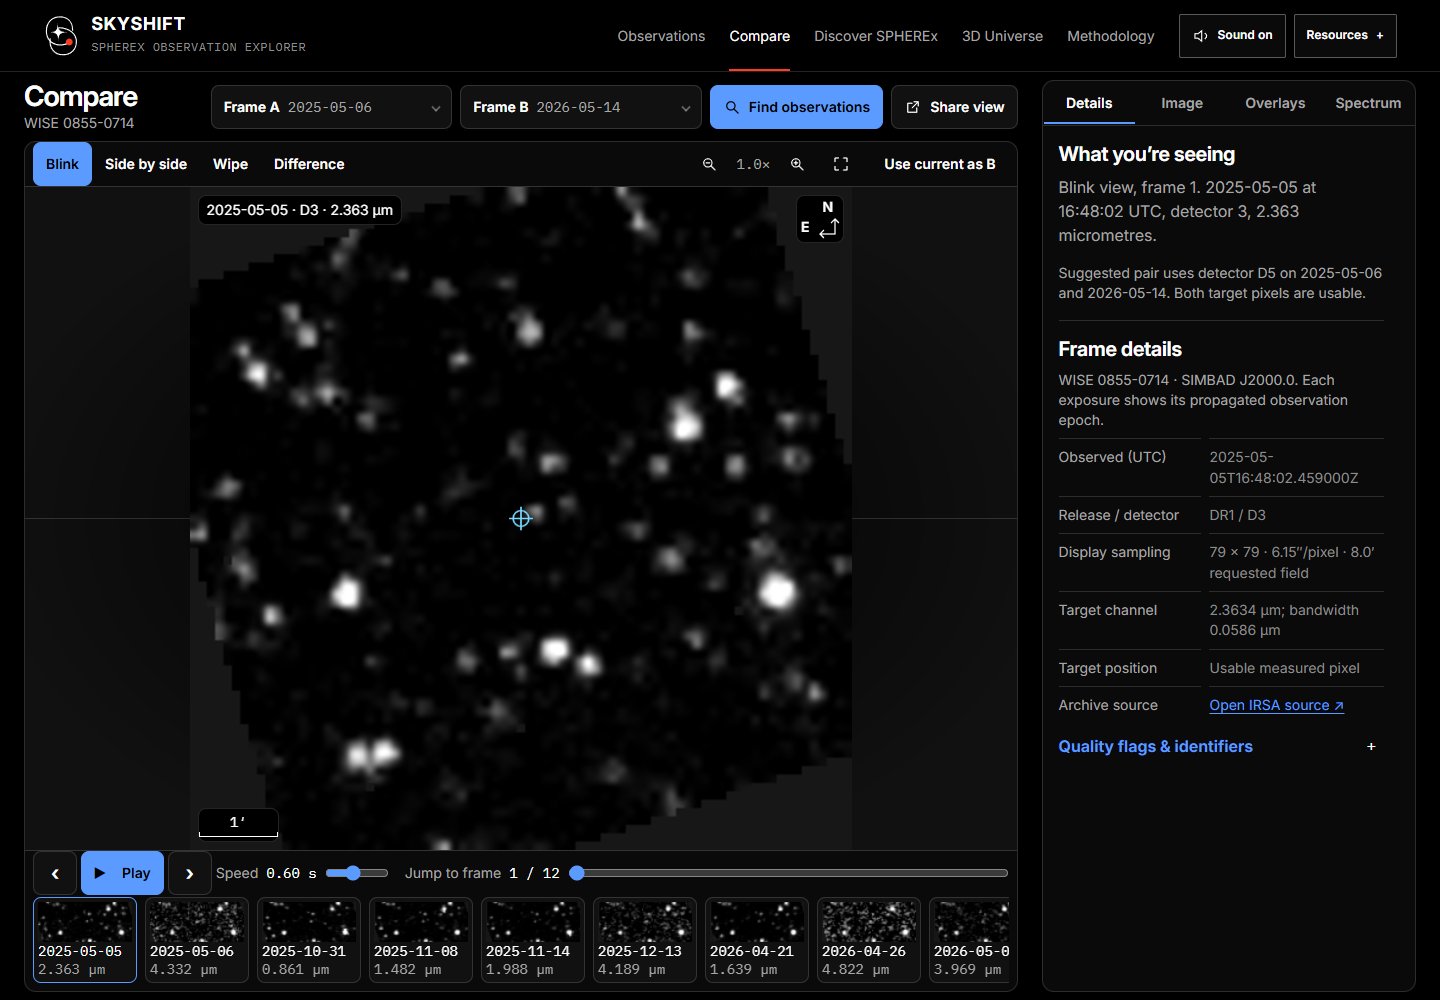 SKYSHIFT
SPHEREX OBSERVATION EXPLORER
Observations
Compare
Discover SPHEREx
3D Universe
Methodology
Sound on
Resources +
Compare
WISE 0855-0714
Frame A 2025-05-06
Frame B 2026-05-14
Find observations
Share view
Blink
Side by side
Wipe
Difference
1.0×
Use current as B
2025-05-05 · D3 · 2.363 µm
N
E
1′
‹
Play
›
Speed 0.60 s
Jump to frame 1 / 12
2025-05-05
2.363 µm
2025-05-06
4.332 µm
2025-10-31
0.861 µm
2025-11-08
1.482 µm
2025-11-14
1.988 µm
2025-12-13
4.189 µm
2026-04-21
1.639 µm
2026-04-26
4.822 µm
2026-05-0
3.969 µm
Details
Image
Overlays
Spectrum
What you’re seeing
Blink view, frame 1. 2025-05-05 at
16:48:02 UTC, detector 3, 2.363
micrometres.
Suggested pair uses detector D5 on 2025-05-06
and 2026-05-14. Both target pixels are usable.
Frame details
WISE 0855-0714 · SIMBAD J2000.0. Each
exposure shows its propagated observation
epoch.
Observed (UTC)
2025-05-
05T16:48:02.459000Z
Release / detector
DR1 / D3
Display sampling
79 × 79 · 6.15″/pixel · 8.0′
requested field
Target channel
2.3634 µm; bandwidth
0.0586 µm
Target position
Usable measured pixel
Archive source
Open IRSA source ↗
Quality flags & identifiers
+